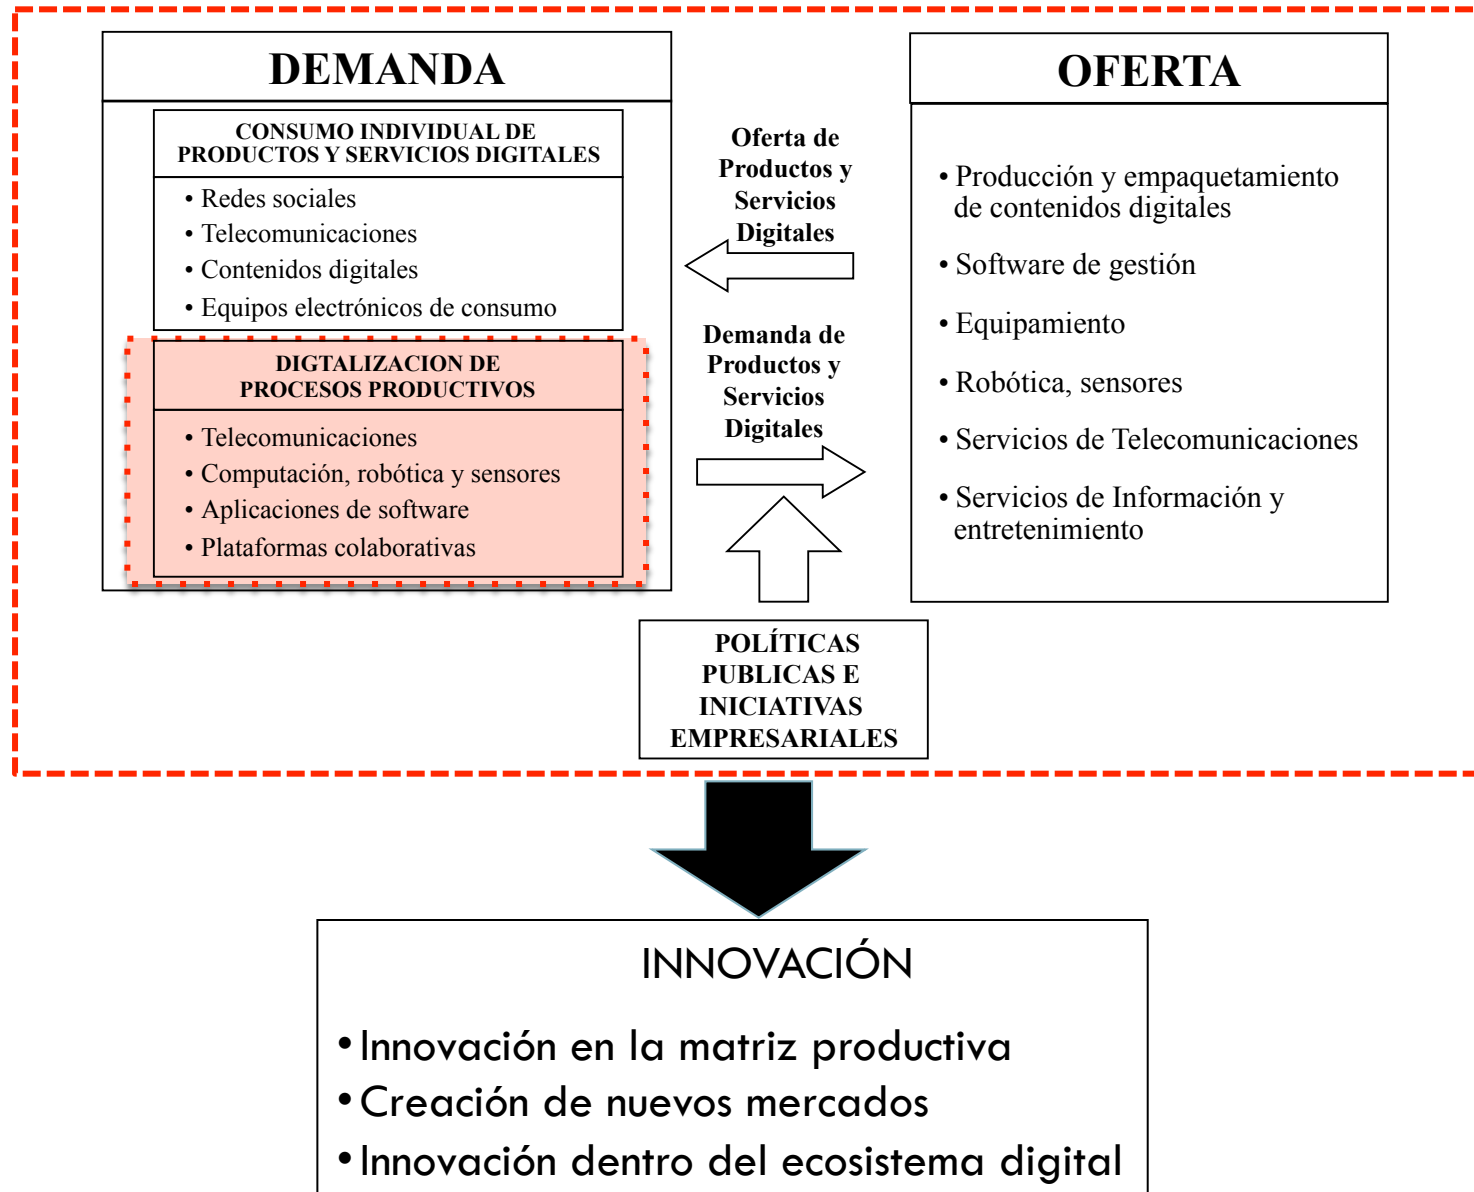 DEMANDA
CONSUMO INDIVIDUAL DE
PRODUCTOS Y SERVICIOS DIGITALES
• Redes sociales
• Telecomunicaciones
• Contenidos digitales
• Equipos electrónicos de consumo
DIGTALIZACION DE
PROCESOS PRODUCTIVOS
• Telecomunicaciones
• Computación, robótica y sensores
• Aplicaciones de software
• Plataformas colaborativas
Oferta de
Productos y
Servicios
Digitales
Demanda de
Productos y
Servicios
Digitales
OFERTA
• Producción y empaquetamiento
de contenidos digitales
• Software de gestión
• Equipamiento
• Robótica, sensores
• Servicios de Telecomunicaciones
• Servicios de Información y
entretenimiento
POLÍTICAS
PUBLICAS E
INICIATIVAS
EMPRESARIALES
INNOVACIÓN
• Innovación en la matriz productiva
• Creación de nuevos mercados
• Innovación dentro del ecosistema digital